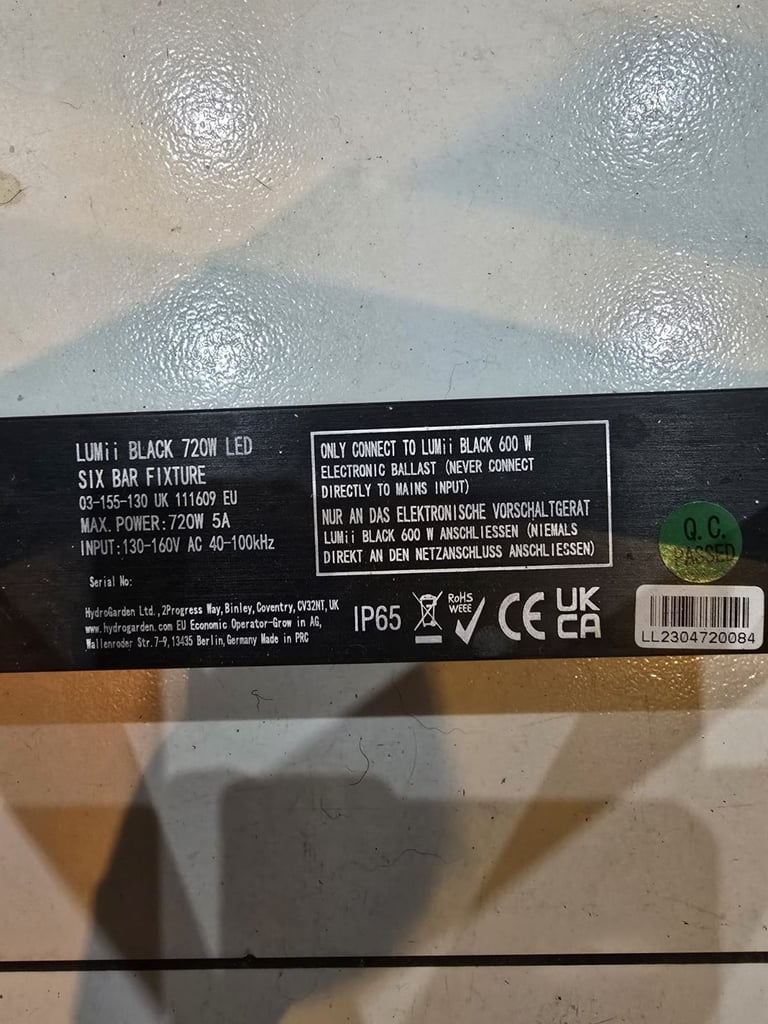 LUMii BLACK 720W LED
SIX BAR FIXTURE
03-155-130 UK 111609 EU
MAX. POWER:720W 5A
INPUT:130-160V AC 40-100kHz
Serial No:
HydroGarden Ltd.,2Progress Way,Binley,Coventry,CV32NT,UK
www.hydrogarden.com EU Economic Operator-Grow in AG,
Wallenroder Str.7-9,13435 Berlin,Germany Made in PRC
ONLY CONNECT TO LUMii BLACK 600 W
ELECTRONIC BALLAST (NEVER CONNECT
DIRECTLY TO MAINS INPUT)
NUR AN DAS ELEKTRONISCHE VORSCHALTGERAT
LUMii BLACK 600 W ANSCHLIESSEN (NIEMALS
DIREKT AN DEN NETZANSCHLUSS ANSCHLIESSEN)
IP65
RoHS
WEEE
CE
UK
CA
Q.C.
PASSED
LL2304720084